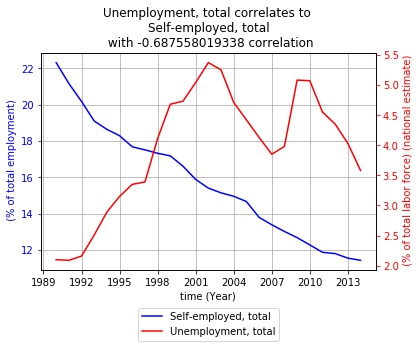 Unemployment, total correlates to
Self-employed, total
with -0.687558019338 correlation
(% of total employment)
22
20
18
16
14
12
5.5
5.0
4.5
4.0
3.5
3.0
2.5
2.0
(% of total labor force) (national estimate)
1989 1992 1995 1998 2001 2004 2007 2010 2013
time (Year)
Self-employed, total
Unemployment, total